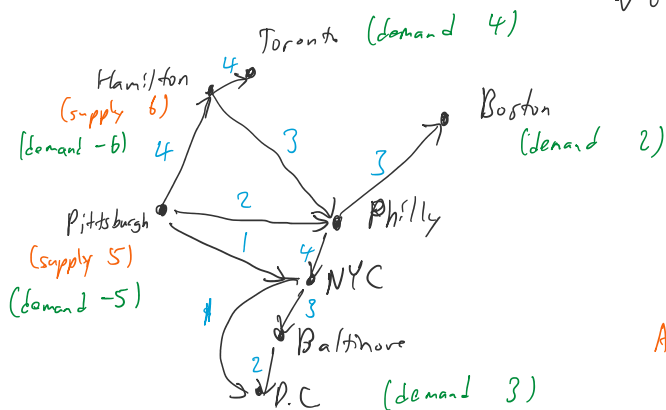 Toronto (demand 4)
4
Hamilton
(supply 6)
(demand -6)
Boston
(demand 2)
4
3
3
2
Pittsburgh
Philly
1
(supply 5)
(demand -5)
4
NYC
3
Baltimore
2
D.C (demand 3)
A